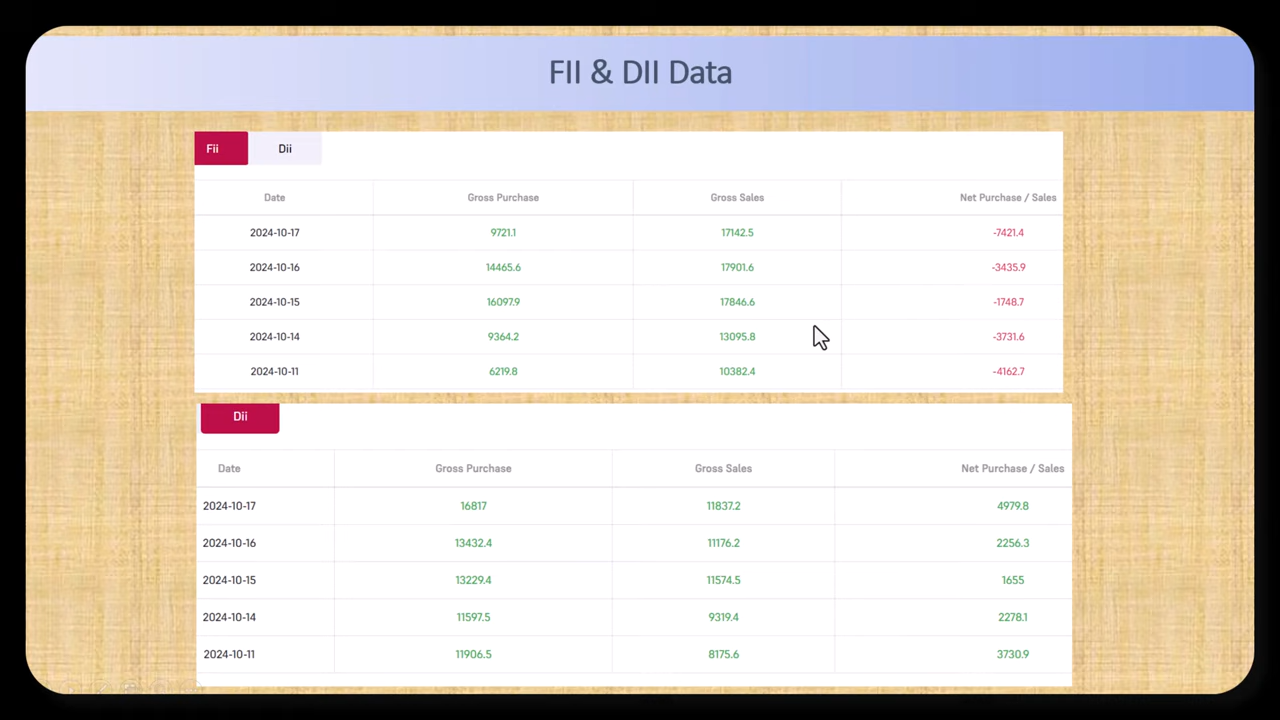 FII & DII Data
Fii Dii
Date Gross Purchase Gross Sales Net Purchase / Sales
2024-10-17 9721.1 17142.5 -7421.4
2024-10-16 14465.6 17901.6 -3435.9
2024-10-15 16097.9 17846.6 -1748.7
2024-10-14 9364.2 13095.8 -3731.6
2024-10-11 6219.8 10382.4 -4162.7
Dii
Date Gross Purchase Gross Sales Net Purchase / Sales
2024-10-17 16817 11837.2 4979.8
2024-10-16 13432.4 11176.2 2256.3
2024-10-15 13229.4 11574.5 1655
2024-10-14 11597.5 9319.4 2278.1
2024-10-11 11906.5 8175.6 3730.9